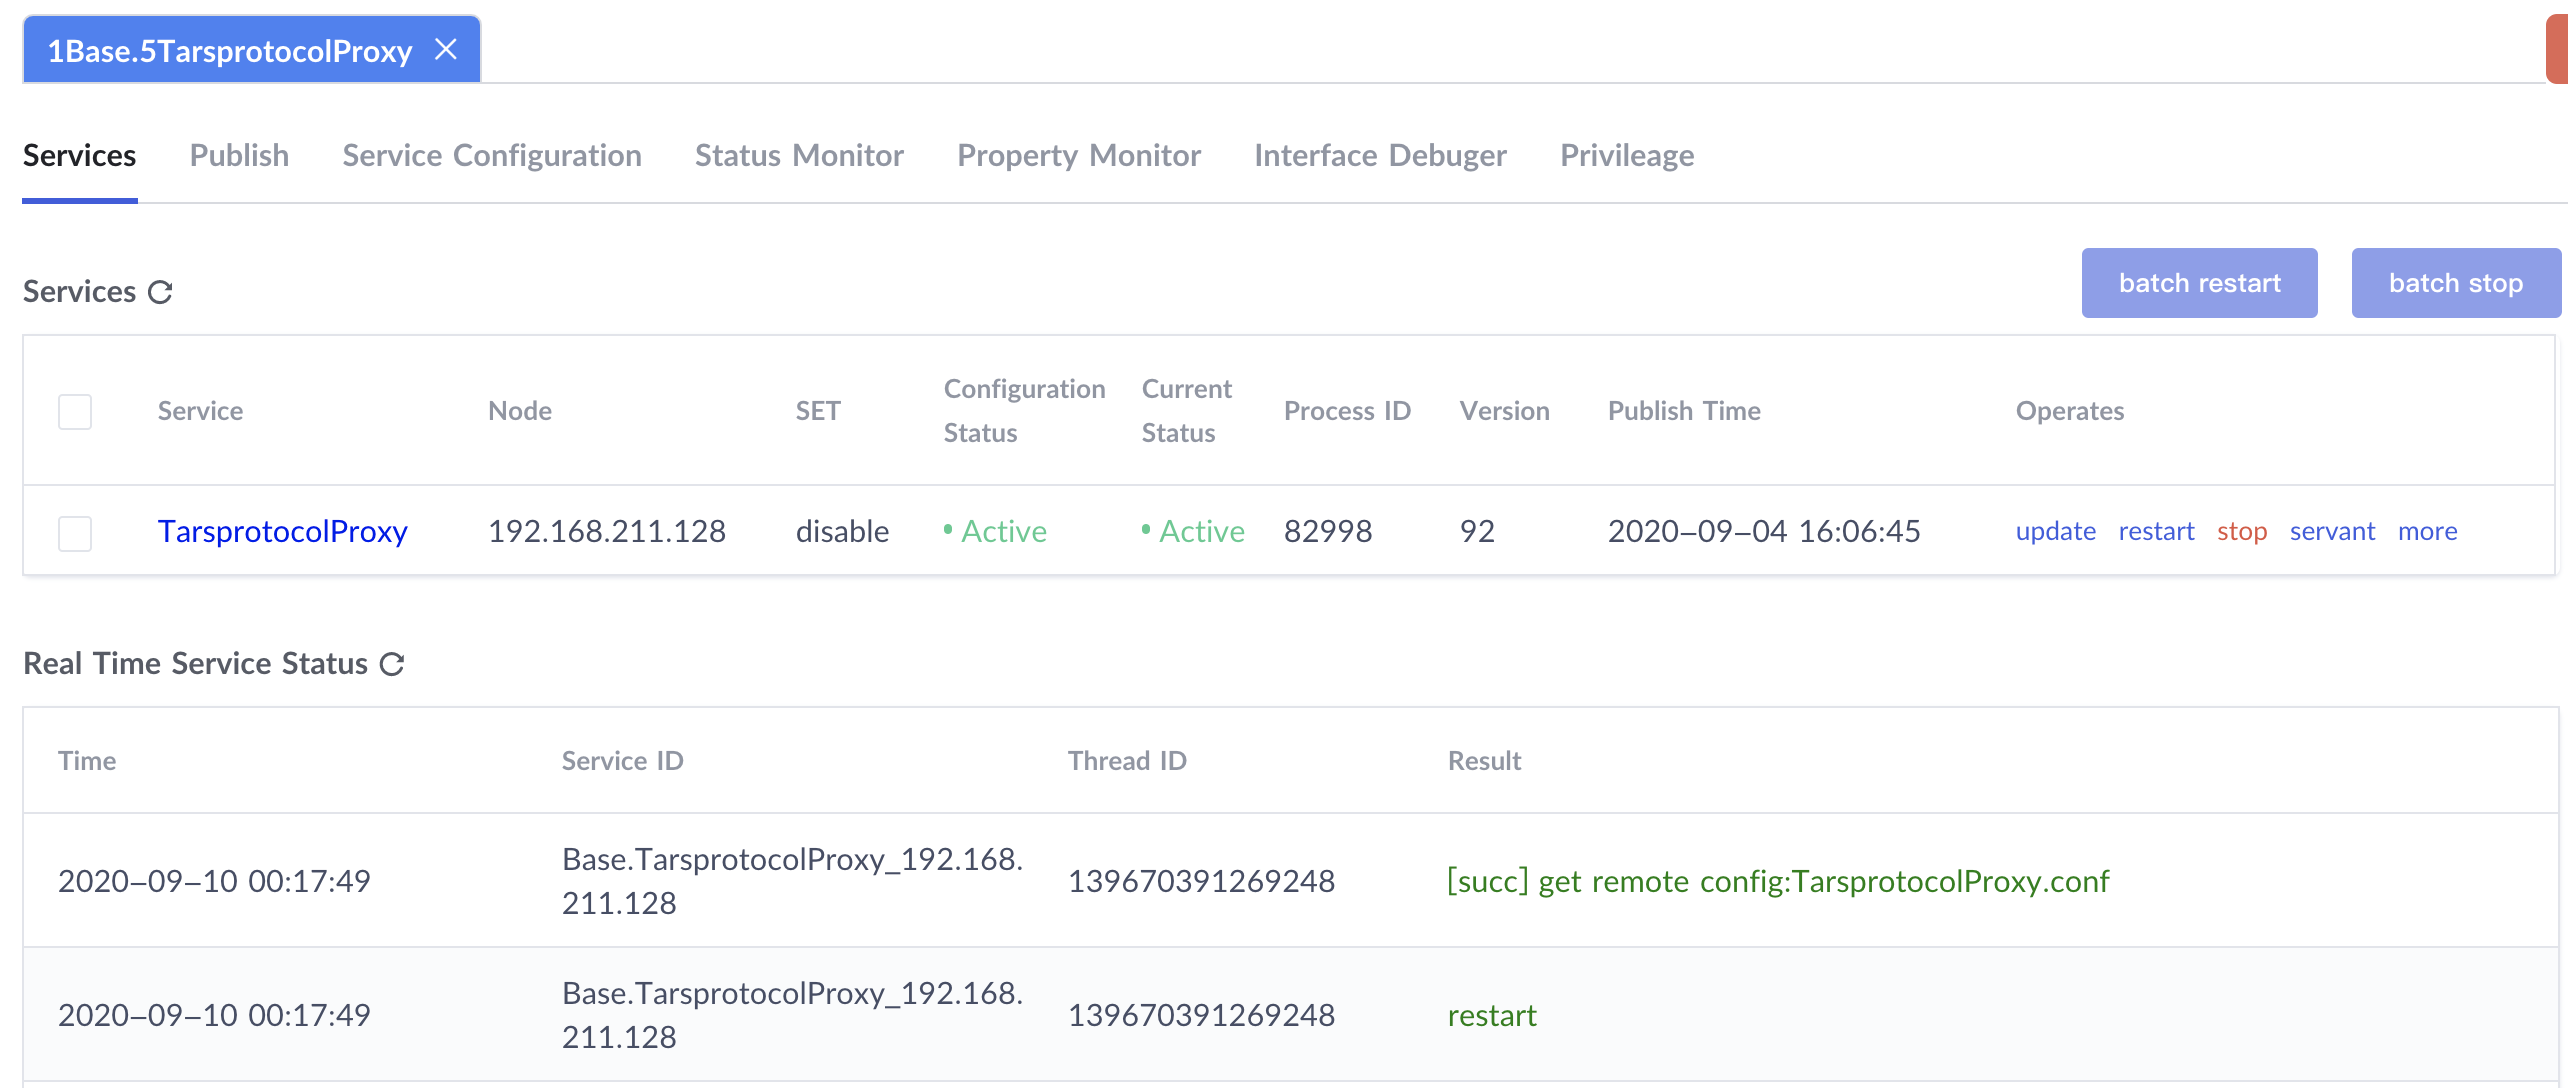 1Base.5TarsprotocolProxy
Services Publish Service Configuration Status Monitor Property Monitor Interface Debuger Privileage
Services batch restart batch stop
Service Node SET Configuration Status Current Status Process ID Version Publish Time Operates
TarsprotocolProxy 192.168.211.128 disable Active Active 82998 92 2020-09-04 16:06:45 update restart stop servant more
Real Time Service Status
Time Service ID Thread ID Result
2020-09-10 00:17:49 Base.TarsprotocolProxy_192.168.211.128 139670391269248 [succ] get remote config:TarsprotocolProxy.conf
2020-09-10 00:17:49 Base.TarsprotocolProxy_192.168.211.128 139670391269248 restart